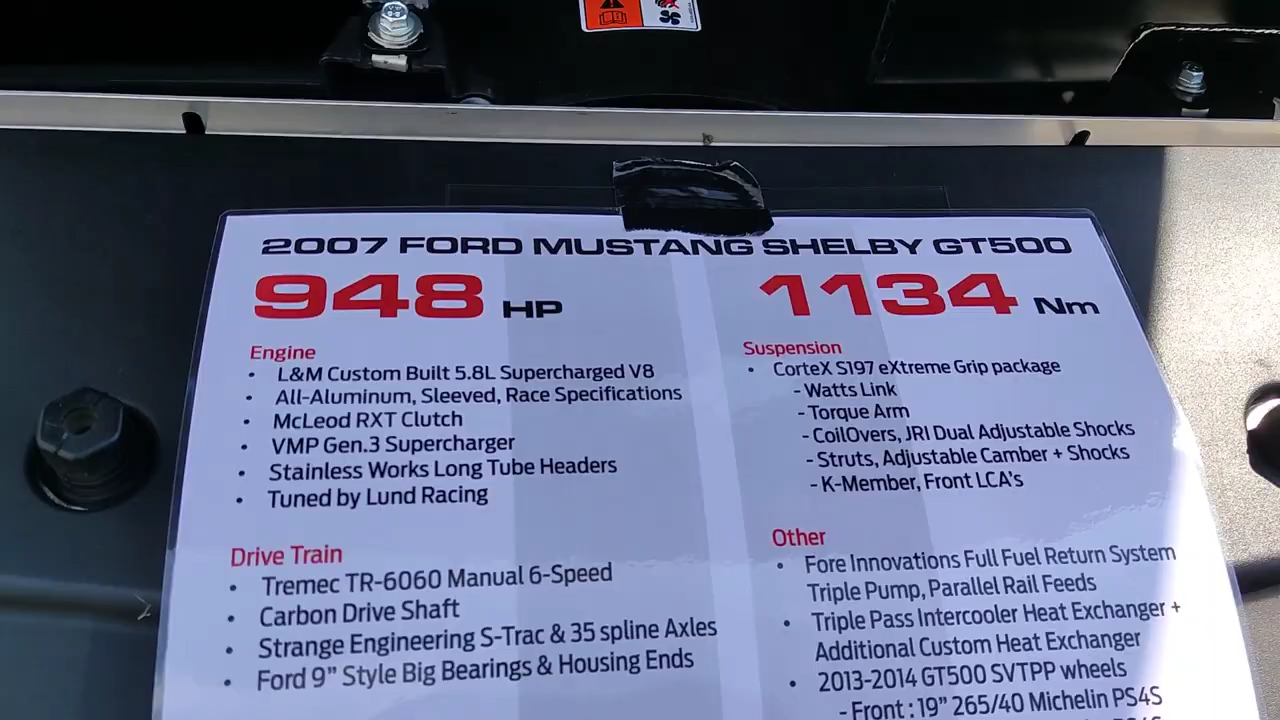 2007 FORD MUSTANG SHELBY GT500
948 HP
1134 Nm
Engine
• L&M Custom Built 5.8L Supercharged V8
• All-Aluminum, Sleeved, Race Specifications
• McLeod RXT Clutch
• VMP Gen.3 Supercharger
• Stainless Works Long Tube Headers
• Tuned by Lund Racing
Drive Train
• Tremec TR-6060 Manual 6-Speed
• Carbon Drive Shaft
• Strange Engineering S-Trac & 35 spline Axles
• Ford 9” Style Big Bearings & Housing Ends
Suspension
• CorteX S197 eXtreme Grip package
- Watts Link
- Torque Arm
- CoilOvers, JRI Dual Adjustable Shocks
- Struts, Adjustable Camber + Shocks
- K-Member, Front LCA’s
Other
• Fore Innovations Full Fuel Return System
Triple Pump, Parallel Rail Feeds
• Triple Pass Intercooler Heat Exchanger +
Additional Custom Heat Exchanger
• 2013-2014 GT500 SVTPP wheels
- Front : 19” 265/40 Michelin PS4S